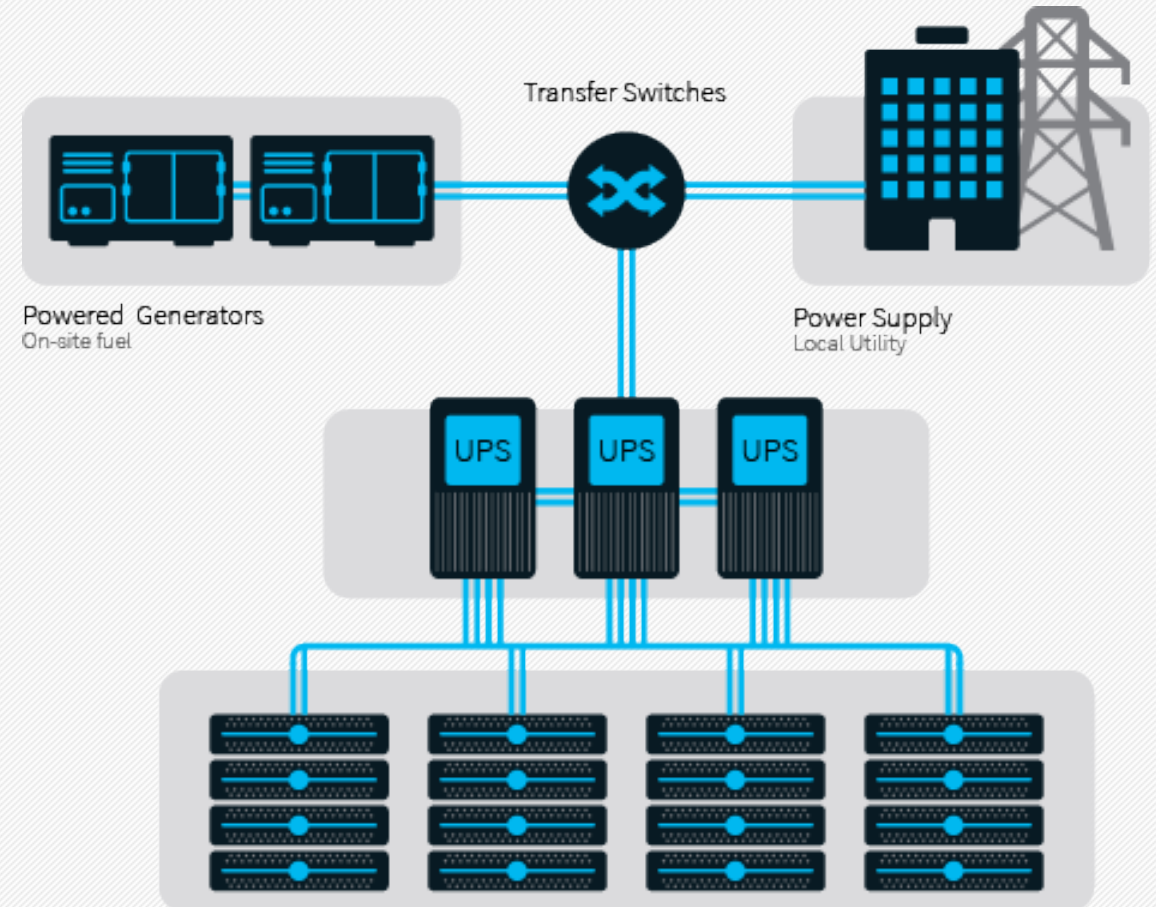 Transfer Switches
Powered Generators
On-site fuel
Power Supply
Local Utility
UPS
UPS
UPS